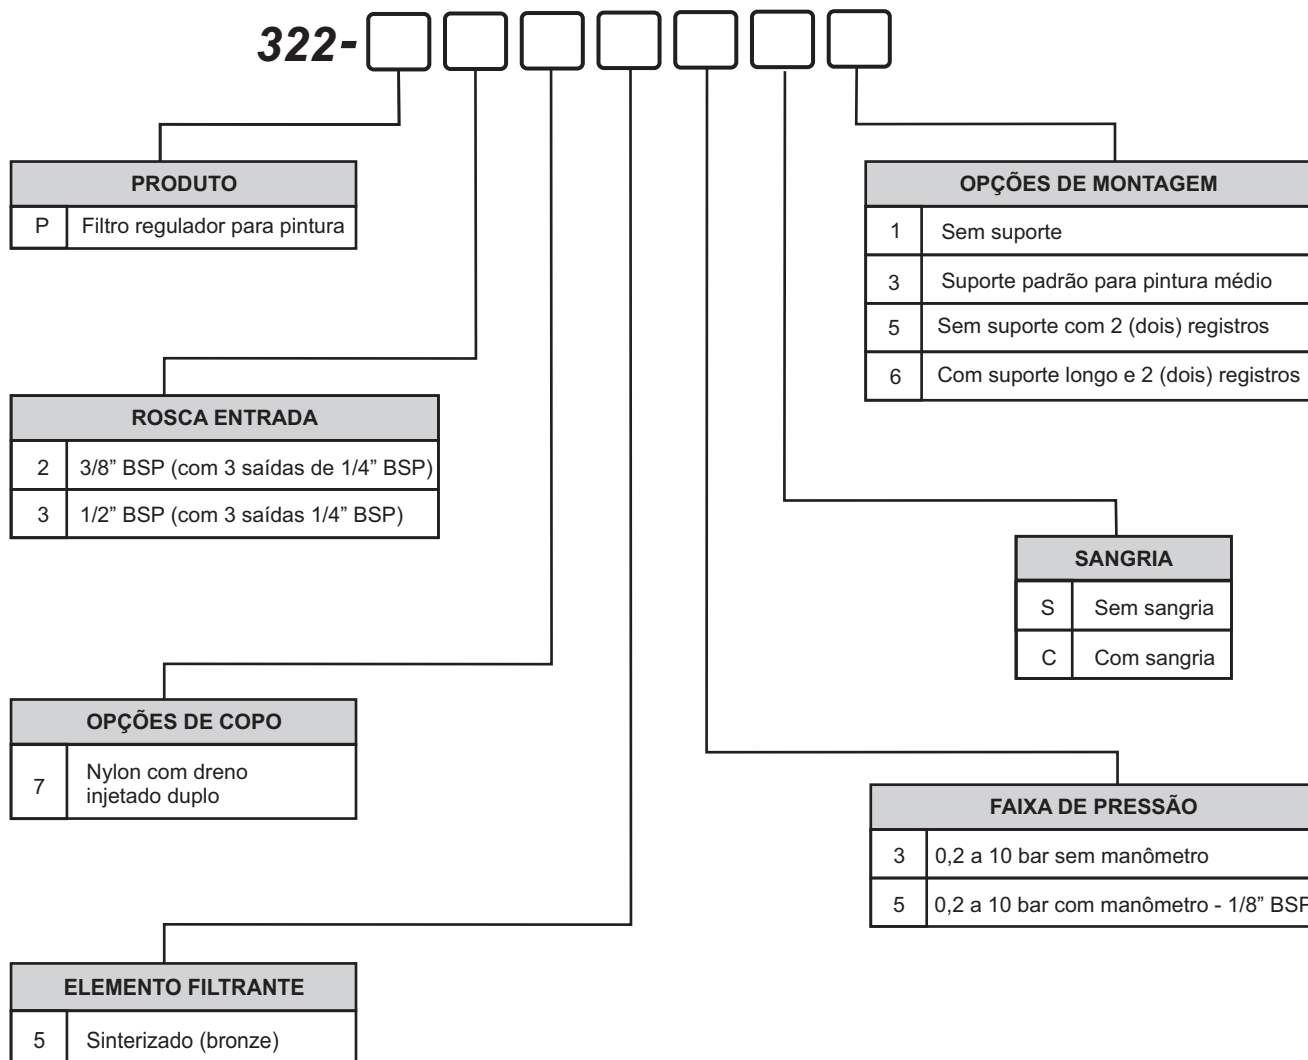 322-
PRODUTO
P Filtro regulador para pintura
ROSCA ENTRADA
2 3/8” BSP (com 3 saídas de 1/4” BSP)
3 1/2” BSP (com 3 saídas 1/4” BSP)
OPÇÕES DE COPO
7 Nylon com dreno
injetado duplo
ELEMENTO FILTRANTE
5 Sinterizado (bronze)
OPÇÕES DE MONTAGEM
1 Sem suporte
3 Suporte padrão para pintura médio
5 Sem suporte com 2 (dois) registros
6 Com suporte longo e 2 (dois) registros
SANGRIA
S Sem sangria
C Com sangria
FAIXA DE PRESSÃO
3 0,2 a 10 bar sem manômetro
5 0,2 a 10 bar com manômetro - 1/8” BSP